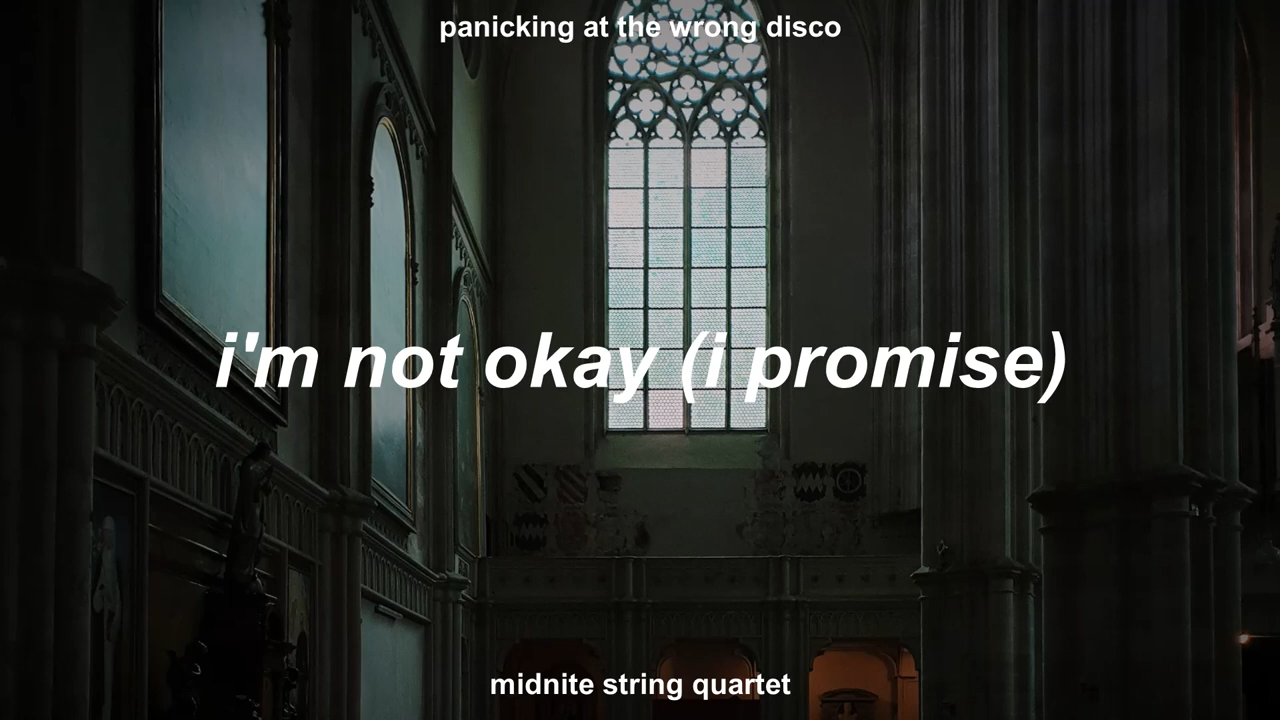 panicking at the wrong disco
i'm not okay (i promise)
midnite string quartet